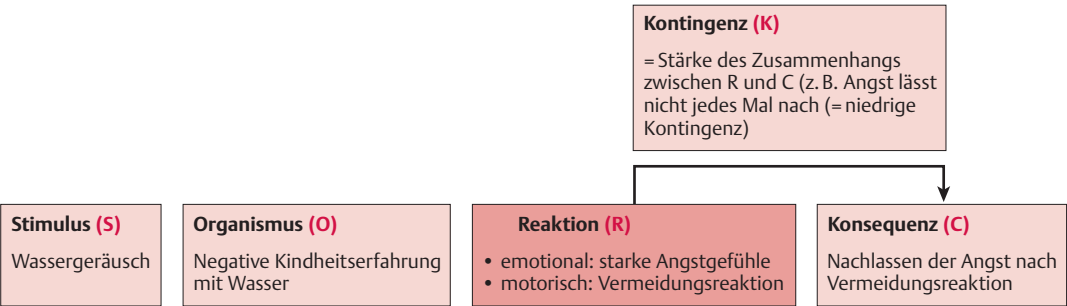 Kontingenz (K)
= Stärke des Zusammenhangs
zwischen R und C (z. B. Angst lässt
nicht jedes Mal nach (= niedrige
Kontingenz)
Stimulus (S)
Wassergeräusch
Organismus (O)
Negative Kindheitserfahrung
mit Wasser
Reaktion (R)
• emotional: starke Angstgefühle
• motorisch: Vermeidungsreaktion
Konsequenz (C)
Nachlassen der Angst nach
Vermeidungsreaktion